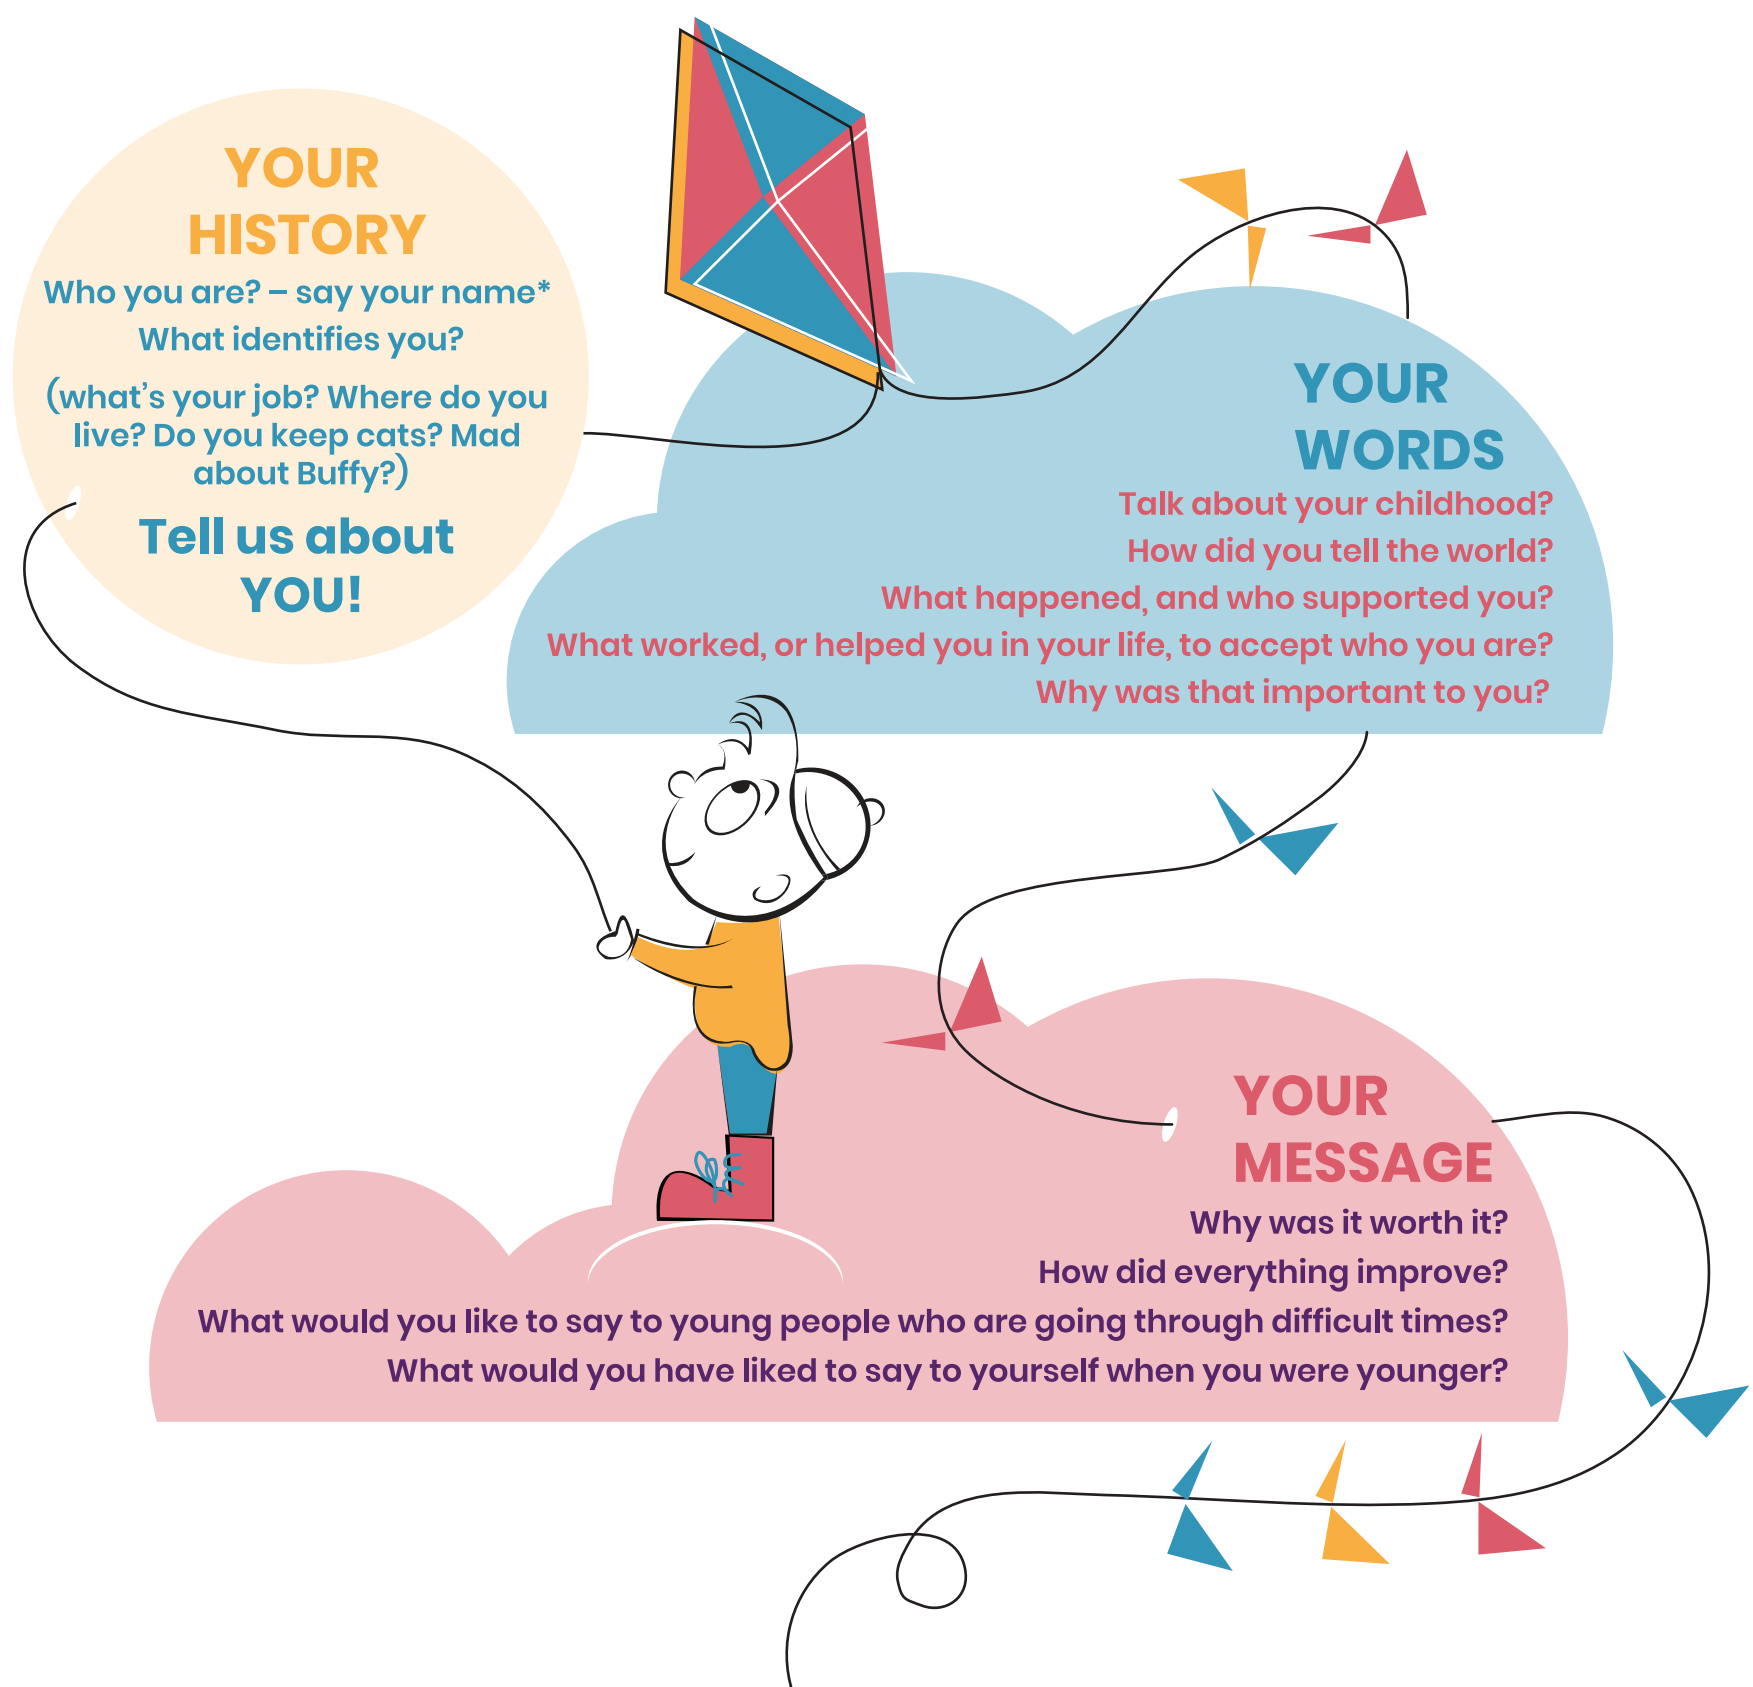 YOUR
HISTORY
Who you are? – say your name*
What identifies you?
(what's your job? Where do you
live? Do you keep cats? Mad
about Buffy?)
Tell us about
YOU!
YOUR
WORDS
Talk about your childhood?
How did you tell the world?
What happened, and who supported you?
What worked, or helped you in your life, to accept who you are?
Why was that important to you?
YOUR
MESSAGE
Why was it worth it?
How did everything improve?
What would you like to say to young people who are going through difficult times?
What would you have liked to say to yourself when you were younger?